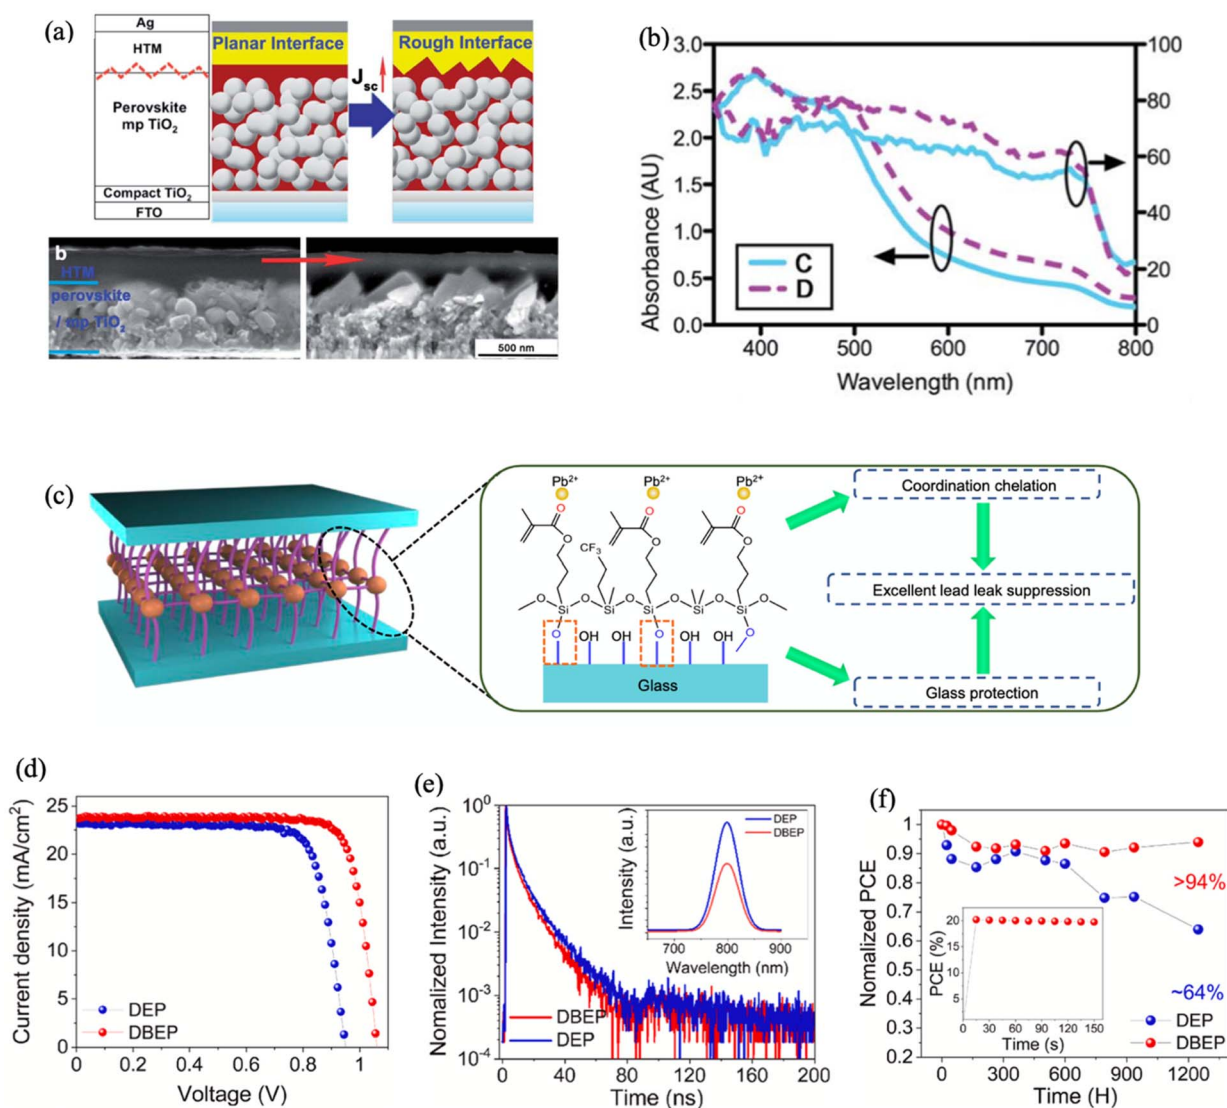 (a)
Ag
HTM
Perovskite
mp TiO2
Compact TiO2
FTO
Planar Interface
Jsc
Rough Interface
b
HTM
perovskite
/ mp TiO2
500 nm
(b)
3.0
2.5
2.0
1.5
1.0
0.5
0.0
Absorbance (AU)
100
80
60
40
20
0
C
D
400 500 600 700 800
Wavelength (nm)
(c)
Pb2+ Pb2+ Pb2+
O O O
O O O
CF3
O Si O Si O Si O Si O Si O
O OH OH O OH OH O
Glass
Coordination chelation
Excellent lead leak suppression
Glass protection
(d)
25
20
15
10
5
0
Current density (mA/cm2)
DEP
DBEP
0.0 0.2 0.4 0.6 0.8 1
Voltage (V)
(e)
10^0
10^-1
10^-2
10^-3
10^-4
Nomalized Intensity (a.u.)
DEP
DBEP
Intensity (a.u.)
700 800 900
Wavelength (nm)
DBEP
DEP
0 40 80 120 160 200
Time (ns)
(f)
1
0.9
0.8
0.7
0.6
0.5
0.4
0.3
0.2
Nomalized PCE
>94%
~64%
20
15
10
5
PCE (%)
0 30 60 90 120 150
Time (s)
DEP
DBEP
0 300 600 900 1200
Time (H)